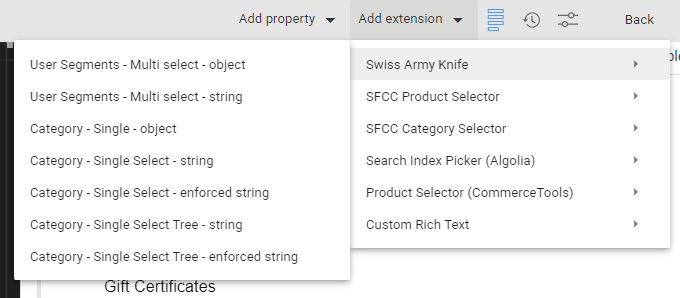 Add property
Add extension
Back
User Segments - Multi select - object
User Segments - Multi select - string
Category - Single - object
Category - Single Select - string
Category - Single Select - enforced string
Category - Single Select Tree - string
Category - Single Select Tree - enforced string
Swiss Army Knife
SFCC Product Selector
SFCC Category Selector
Search Index Picker (Algolia)
Product Selector (CommerceTools)
Custom Rich Text
Gift Certificates